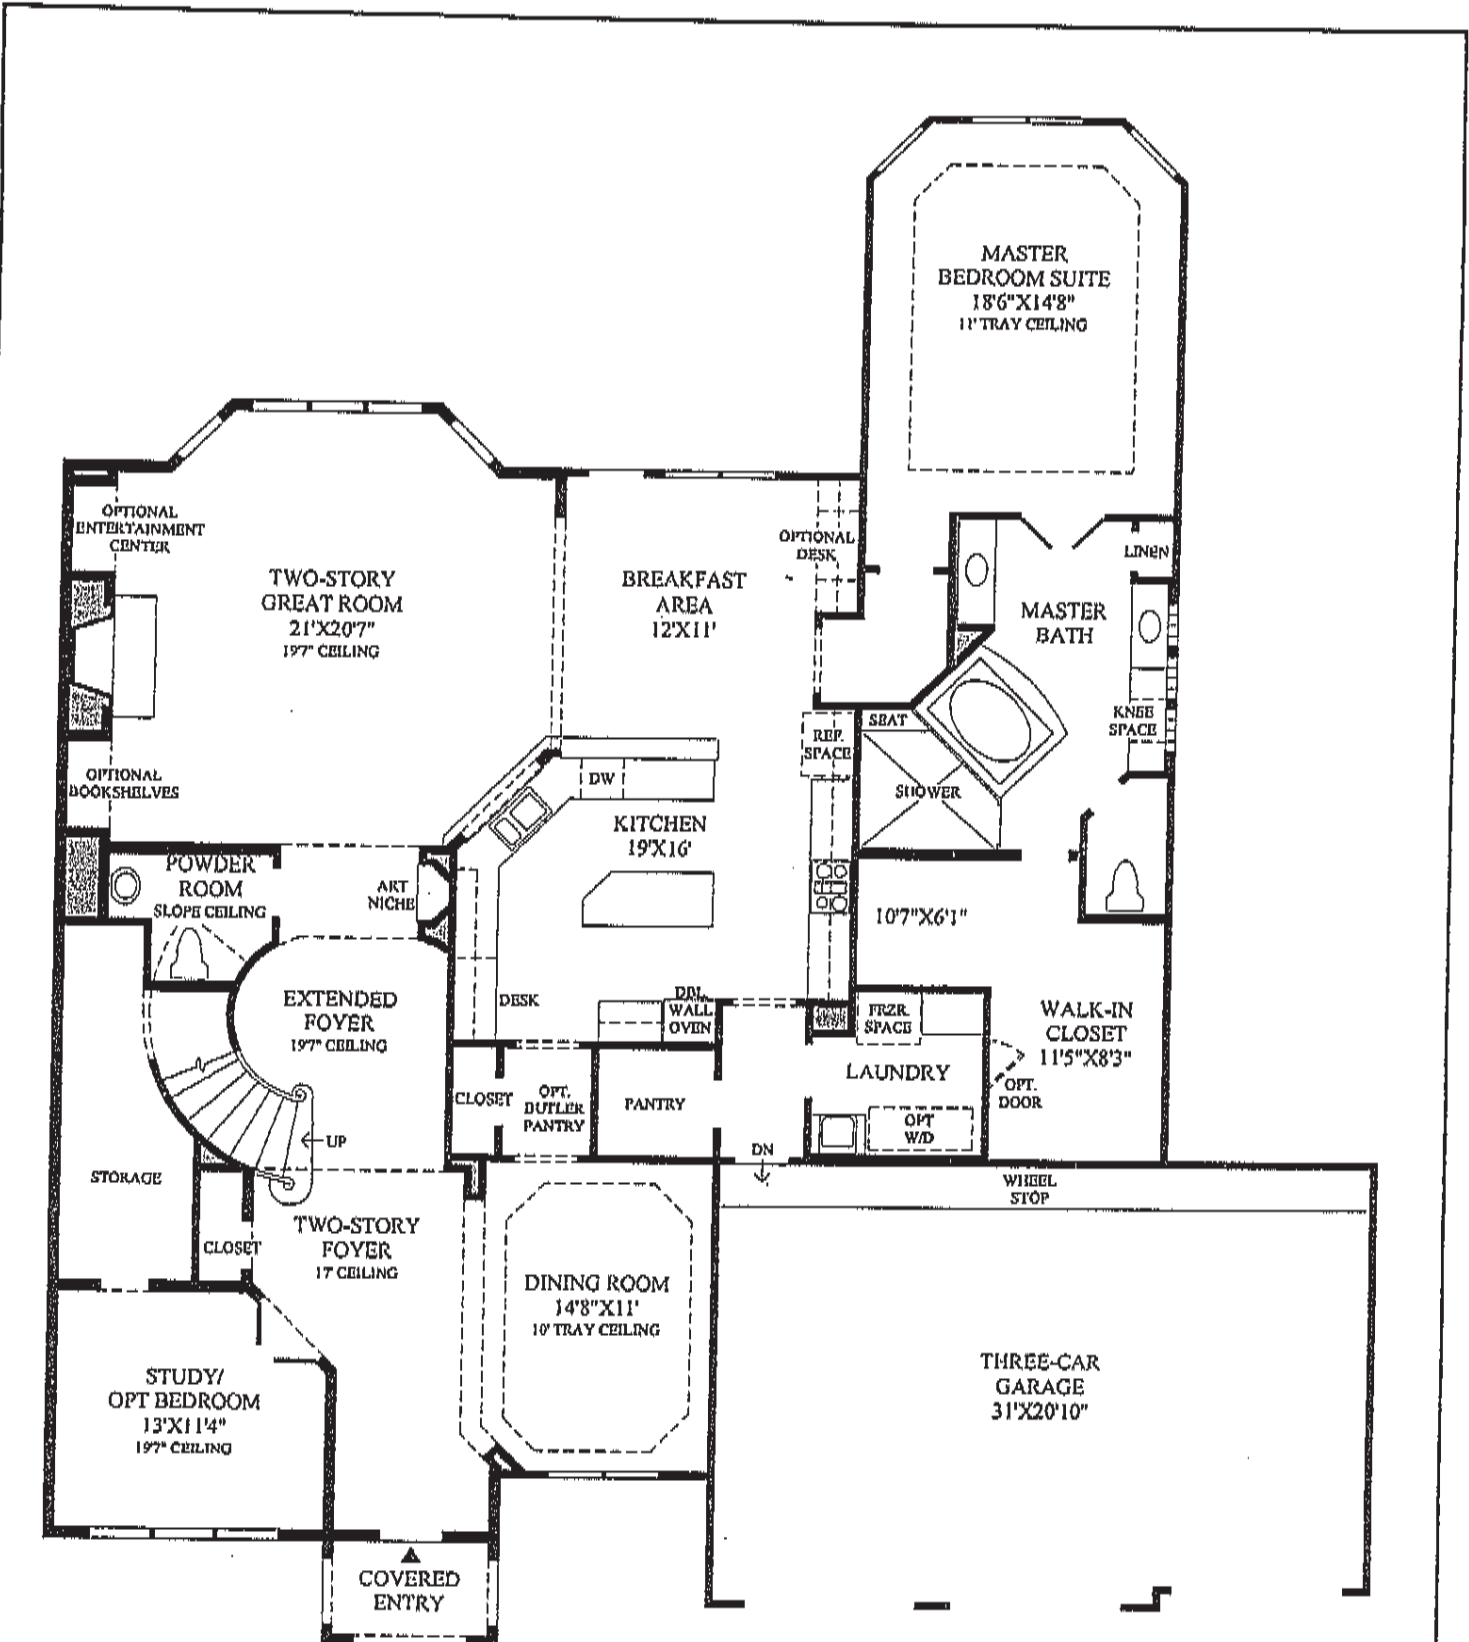 MASTER
BEDROOM SUITE
18'6"X14'8"
11' TRAY CEILING
OPTIONAL
ENTERTAINMENT
CENTER
TWO-STORY
GREAT ROOM
21'X20'7"
19'7" CEILING
BREAKFAST
AREA
12'X11'
OPTIONAL
DESK
LINEN
MASTER
BATH
KNEE
SPACE
SEAT
REF.
SPACE
SHOWER
OPTIONAL
BOOKSHELVES
DW
KITCHEN
19'X16'
POWDER
ROOM
SLOPE CEILING
ART
NICHE
10'7"X6'1"
EXTENDED
FOYER
19'7" CEILING
DESK
DBL.
WALL
OVEN
FRZR.
SPACE
WALK-IN
CLOSET
11'5"X8'3"
LAUNDRY
OPT.
DOOR
CLOSET
OPT.
BUTLER
PANTRY
PANTRY
OPT
W/D
UP
DN
STORAGE
WHEEL
STOP
CLOSET
TWO-STORY
FOYER
17' CEILING
DINING ROOM
14'8"X11'
10' TRAY CEILING
STUDY/
OPT BEDROOM
13'X11'4"
19'7" CEILING
THREE-CAR
GARAGE
31'X20'10"
COVERED
ENTRY